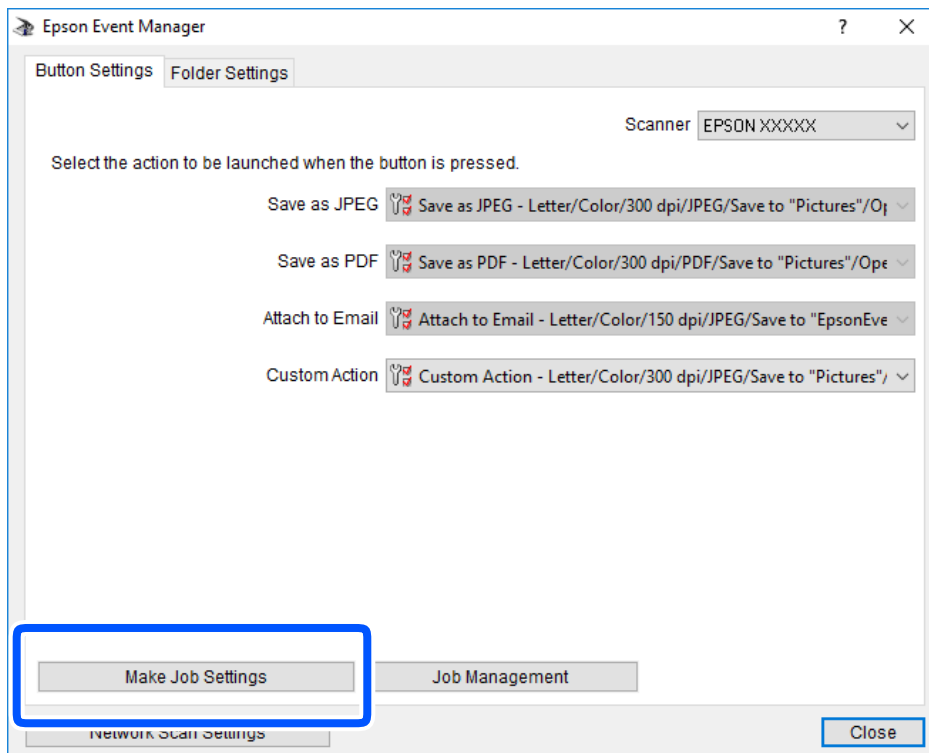 Epson Event Manager
Button Settings Folder Settings
Scanner EPSON XXXXX
Select the action to be launched when the button is pressed.
Save as JPEG Save as JPEG - Letter/Color/300 dpi/JPEG/Save to "Pictures"/Op
Save as PDF Save as PDF - Letter/Color/300 dpi/PDF/Save to "Pictures"/Ope
Attach to Email Attach to Email - Letter/Color/150 dpi/JPEG/Save to "EpsonEve
Custom Action Custom Action - Letter/Color/300 dpi/JPEG/Save to "Pictures"/
Make Job Settings Job Management
Network Scan Settings Close